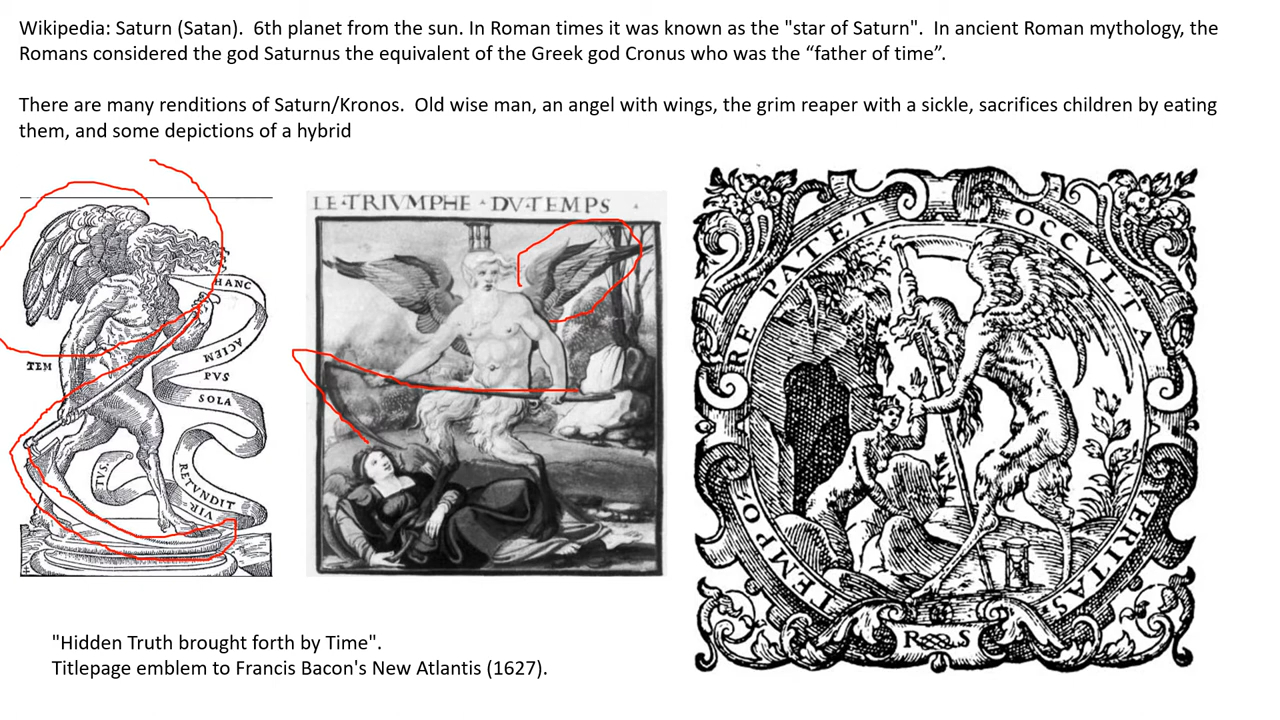 Wikipedia: Saturn (Satan).  6th planet from the sun. In Roman times it was known as the "star of Saturn".  In ancient Roman mythology, the
Romans considered the god Saturnus the equivalent of the Greek god Cronus who was the “father of time”.
There are many renditions of Saturn/Kronos.  Old wise man, an angel with wings, the grim reaper with a sickle, sacrifices children by eating
them, and some depictions of a hybrid
HANC
ACIEM
TEM
PVS
SOLA
RETVNDIT
VIR
TVS.
LE·TRIVMPHE · DV·TEMPS
TEMPORE PATET OCCVLTA VERITAS
R S
"Hidden Truth brought forth by Time".
Titlepage emblem to Francis Bacon's New Atlantis (1627).